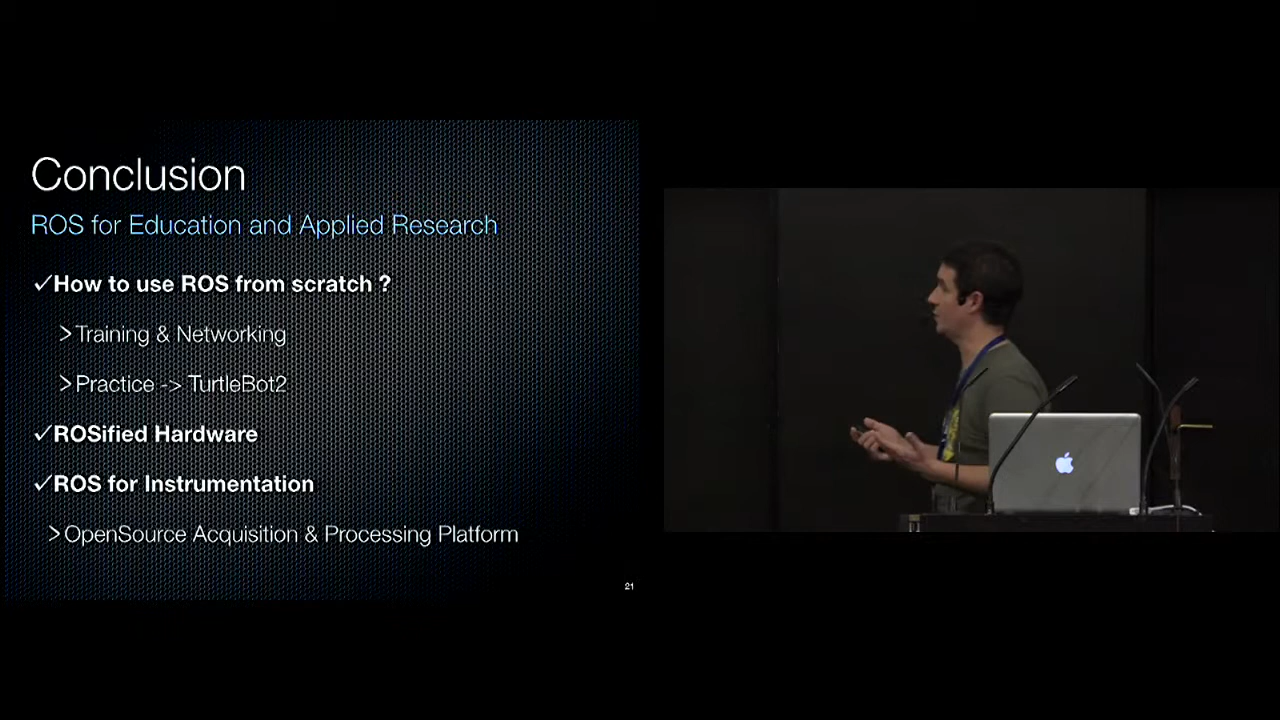 Conclusion
ROS for Education and Applied Research
✓How to use ROS from scratch ?
>Training & Networking
>Practice -> TurtleBot2
✓ROSified Hardware
✓ROS for Instrumentation
>OpenSource Acquisition & Processing Platform
21